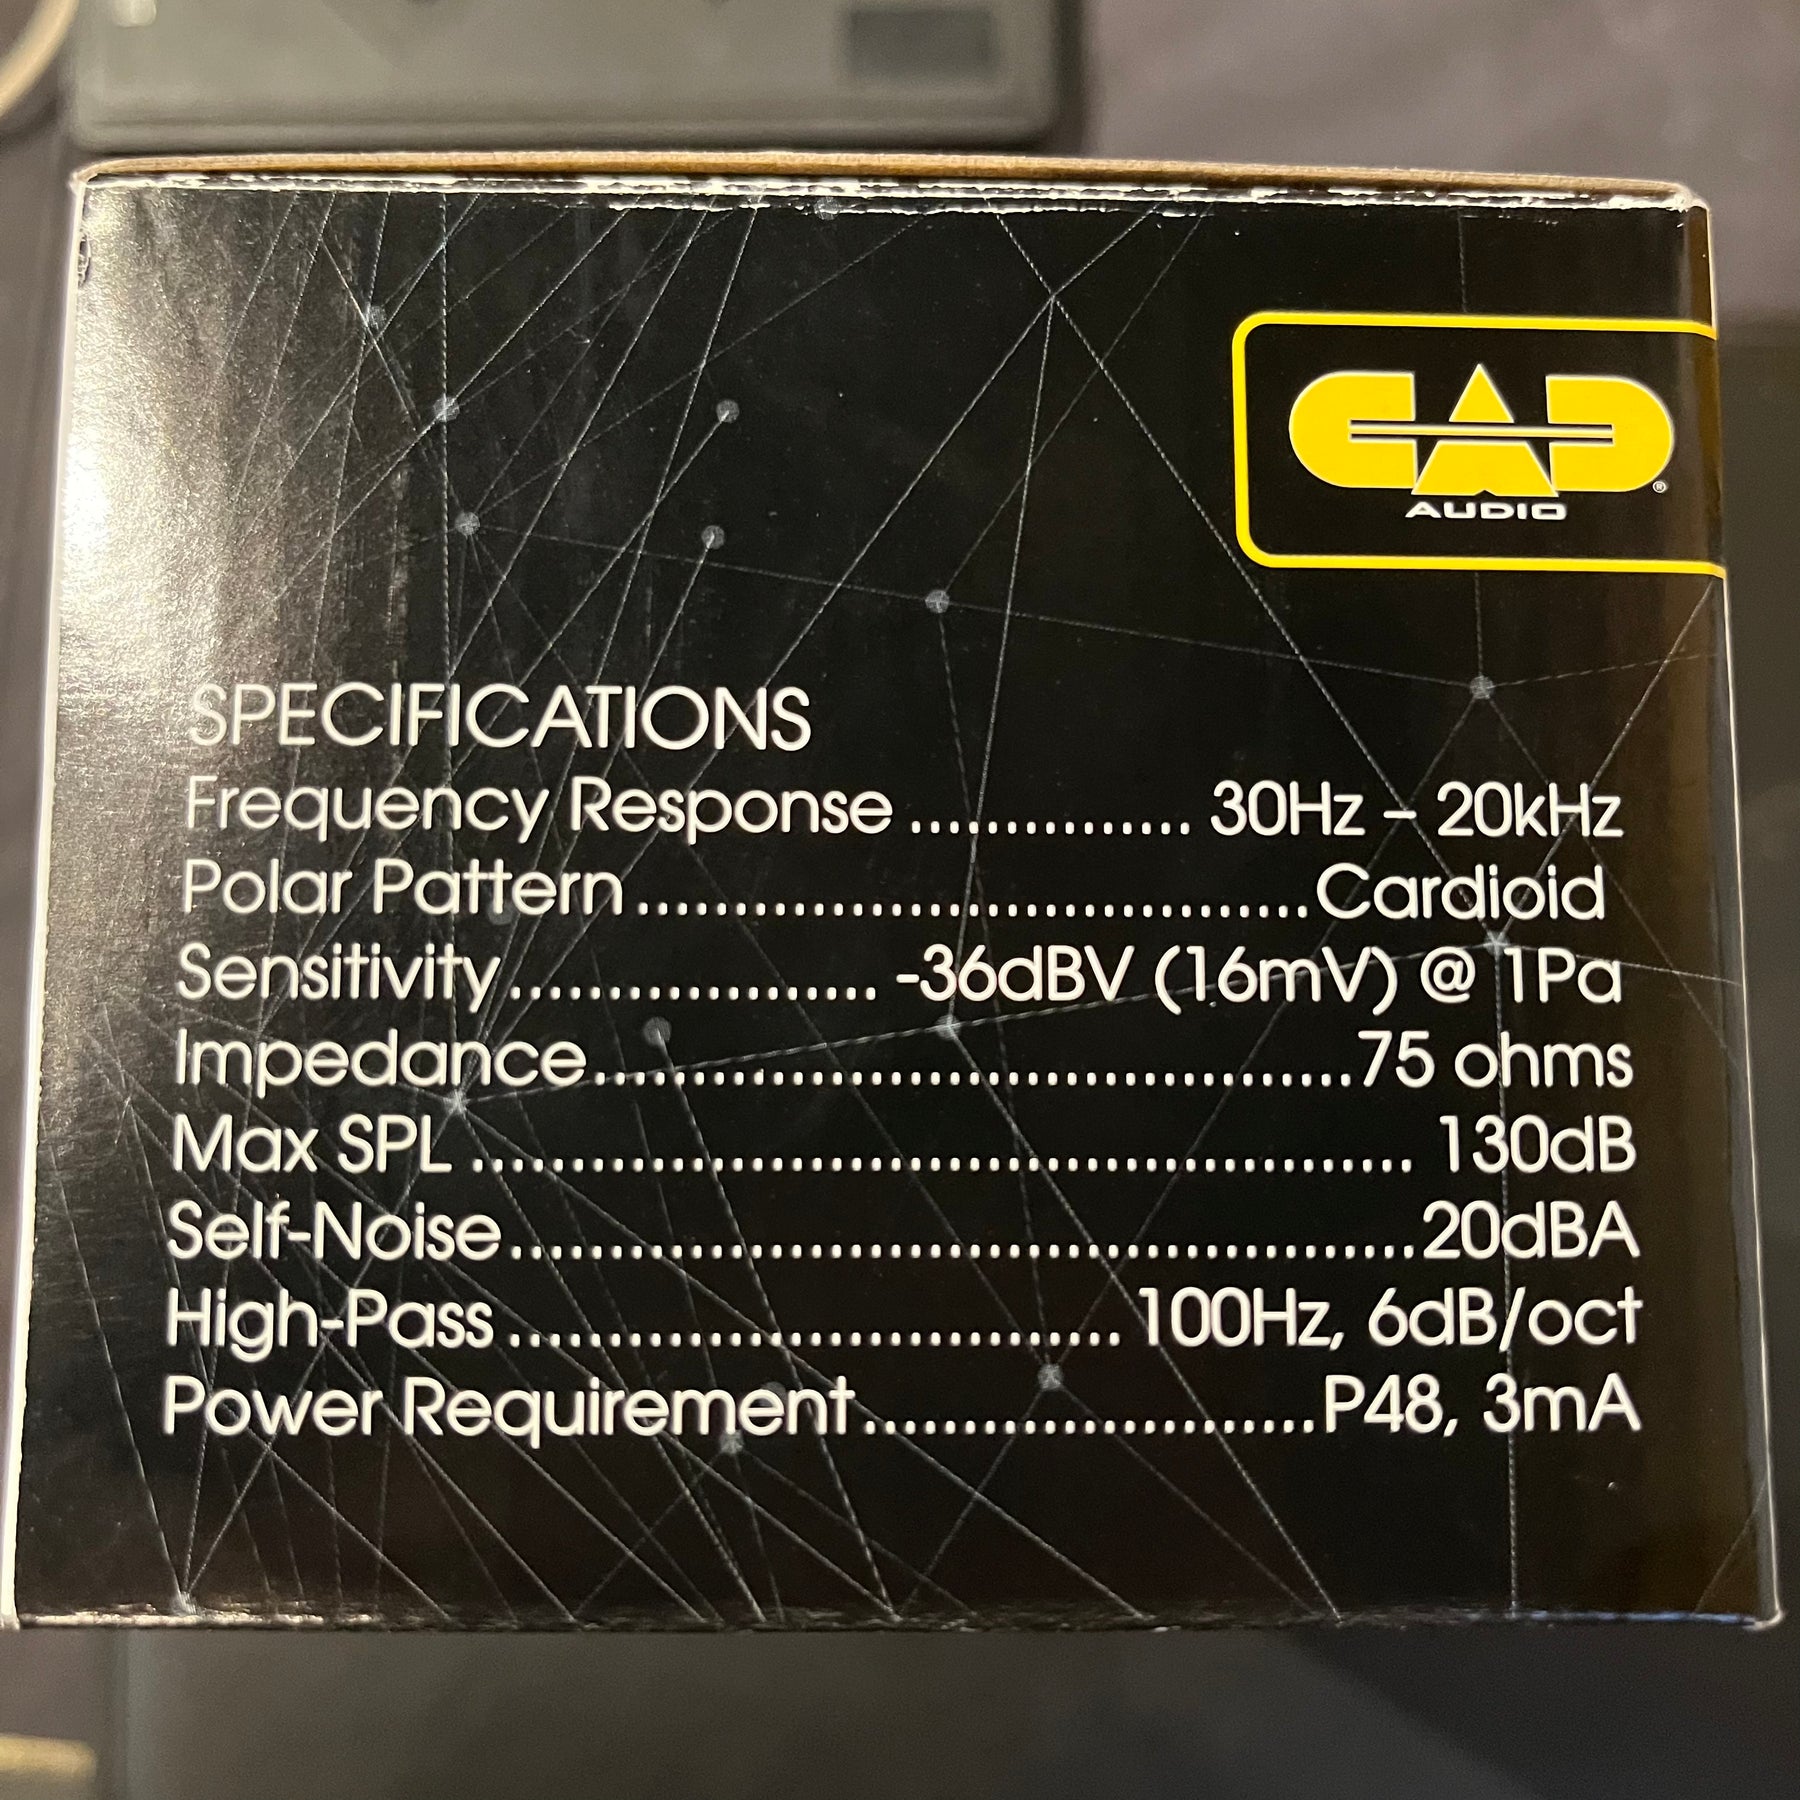 CAD®
AUDIO
SPECIFICATIONS
Frequency Response ............... 30Hz – 20kHz
Polar Pattern ................................... Cardioid
Sensitivity ................... -36dBV (16mV) @ 1Pa
Impedance ....................................... 75 ohms
Max SPL ................................................. 130dB
Self-Noise ............................................... 20dBA
High-Pass ................................ 100Hz, 6dB/oct
Power Requirement ....................... P48, 3mA